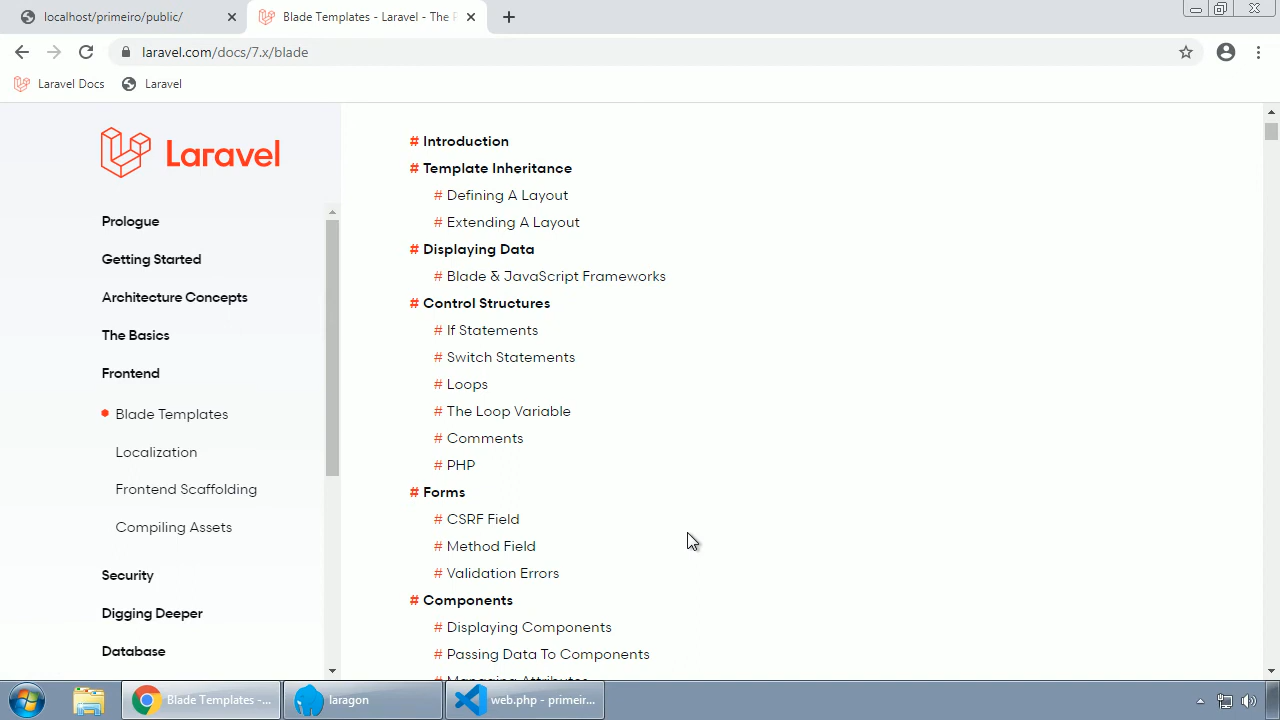 localhost/primeiro/public/
Blade Templates - Laravel - The P
laravel.com/docs/7.x/blade
Laravel Docs
Laravel
Laravel
Prologue
Getting Started
Architecture Concepts
The Basics
Frontend
Blade Templates
Localization
Frontend Scaffolding
Compiling Assets
Security
Digging Deeper
Database
# Introduction
# Template Inheritance
# Defining A Layout
# Extending A Layout
# Displaying Data
# Blade & JavaScript Frameworks
# Control Structures
# If Statements
# Switch Statements
# Loops
# The Loop Variable
# Comments
# PHP
# Forms
# CSRF Field
# Method Field
# Validation Errors
# Components
# Displaying Components
# Passing Data To Components
# Managing Attributes
Blade Templates -...
laragon
web.php - primeir...